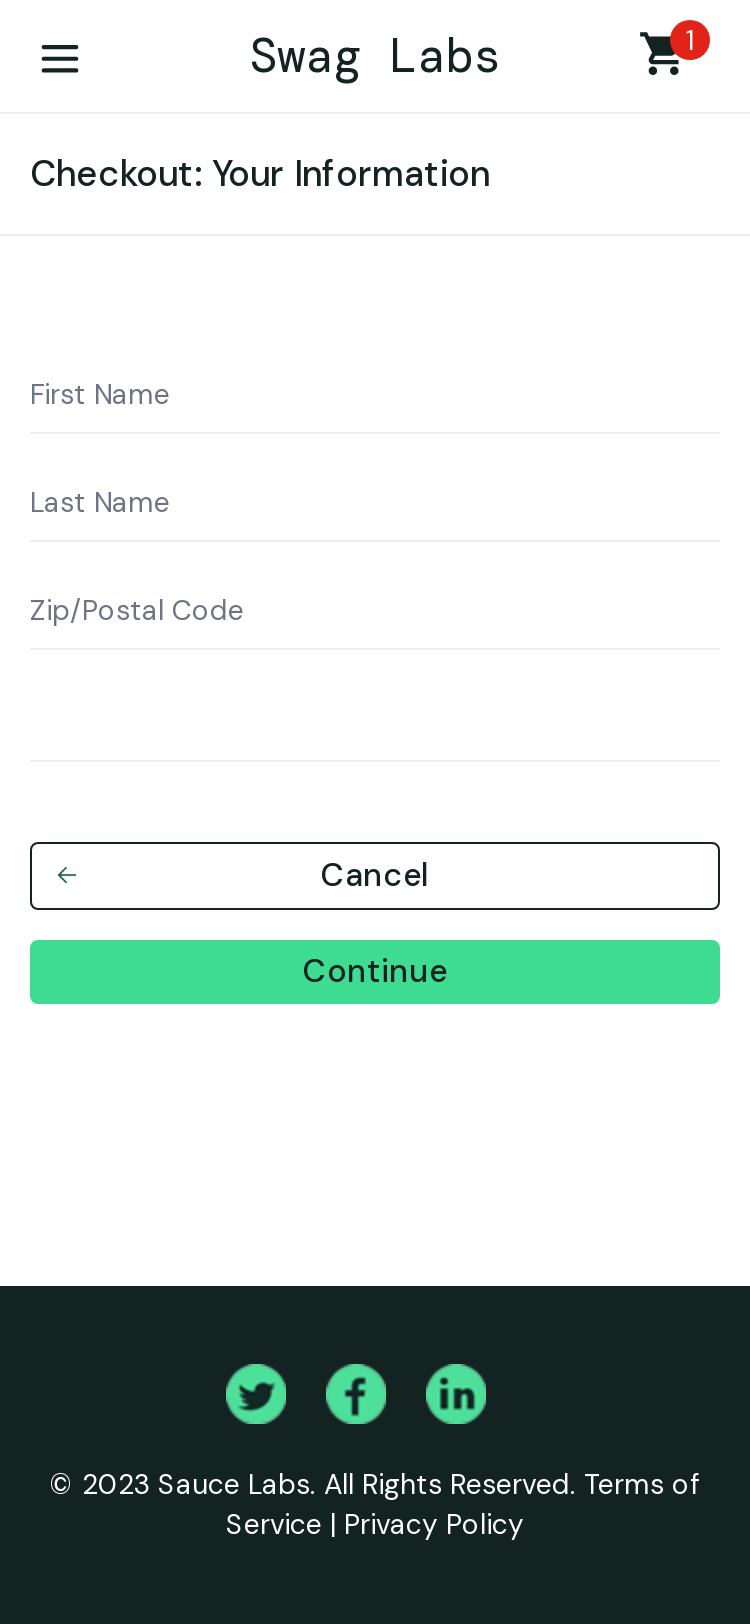 Swag Labs
1
Checkout: Your Information
First Name
Last Name
Zip/Postal Code
Cancel
Continue
© 2023 Sauce Labs. All Rights Reserved. Terms of
Service | Privacy Policy